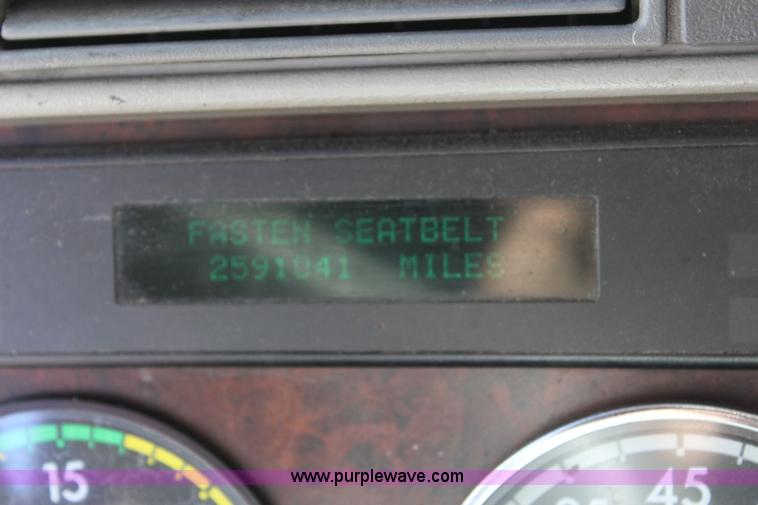 FASTEN SEATBELT
2591041 MILES
15
45
www.purplewave.com